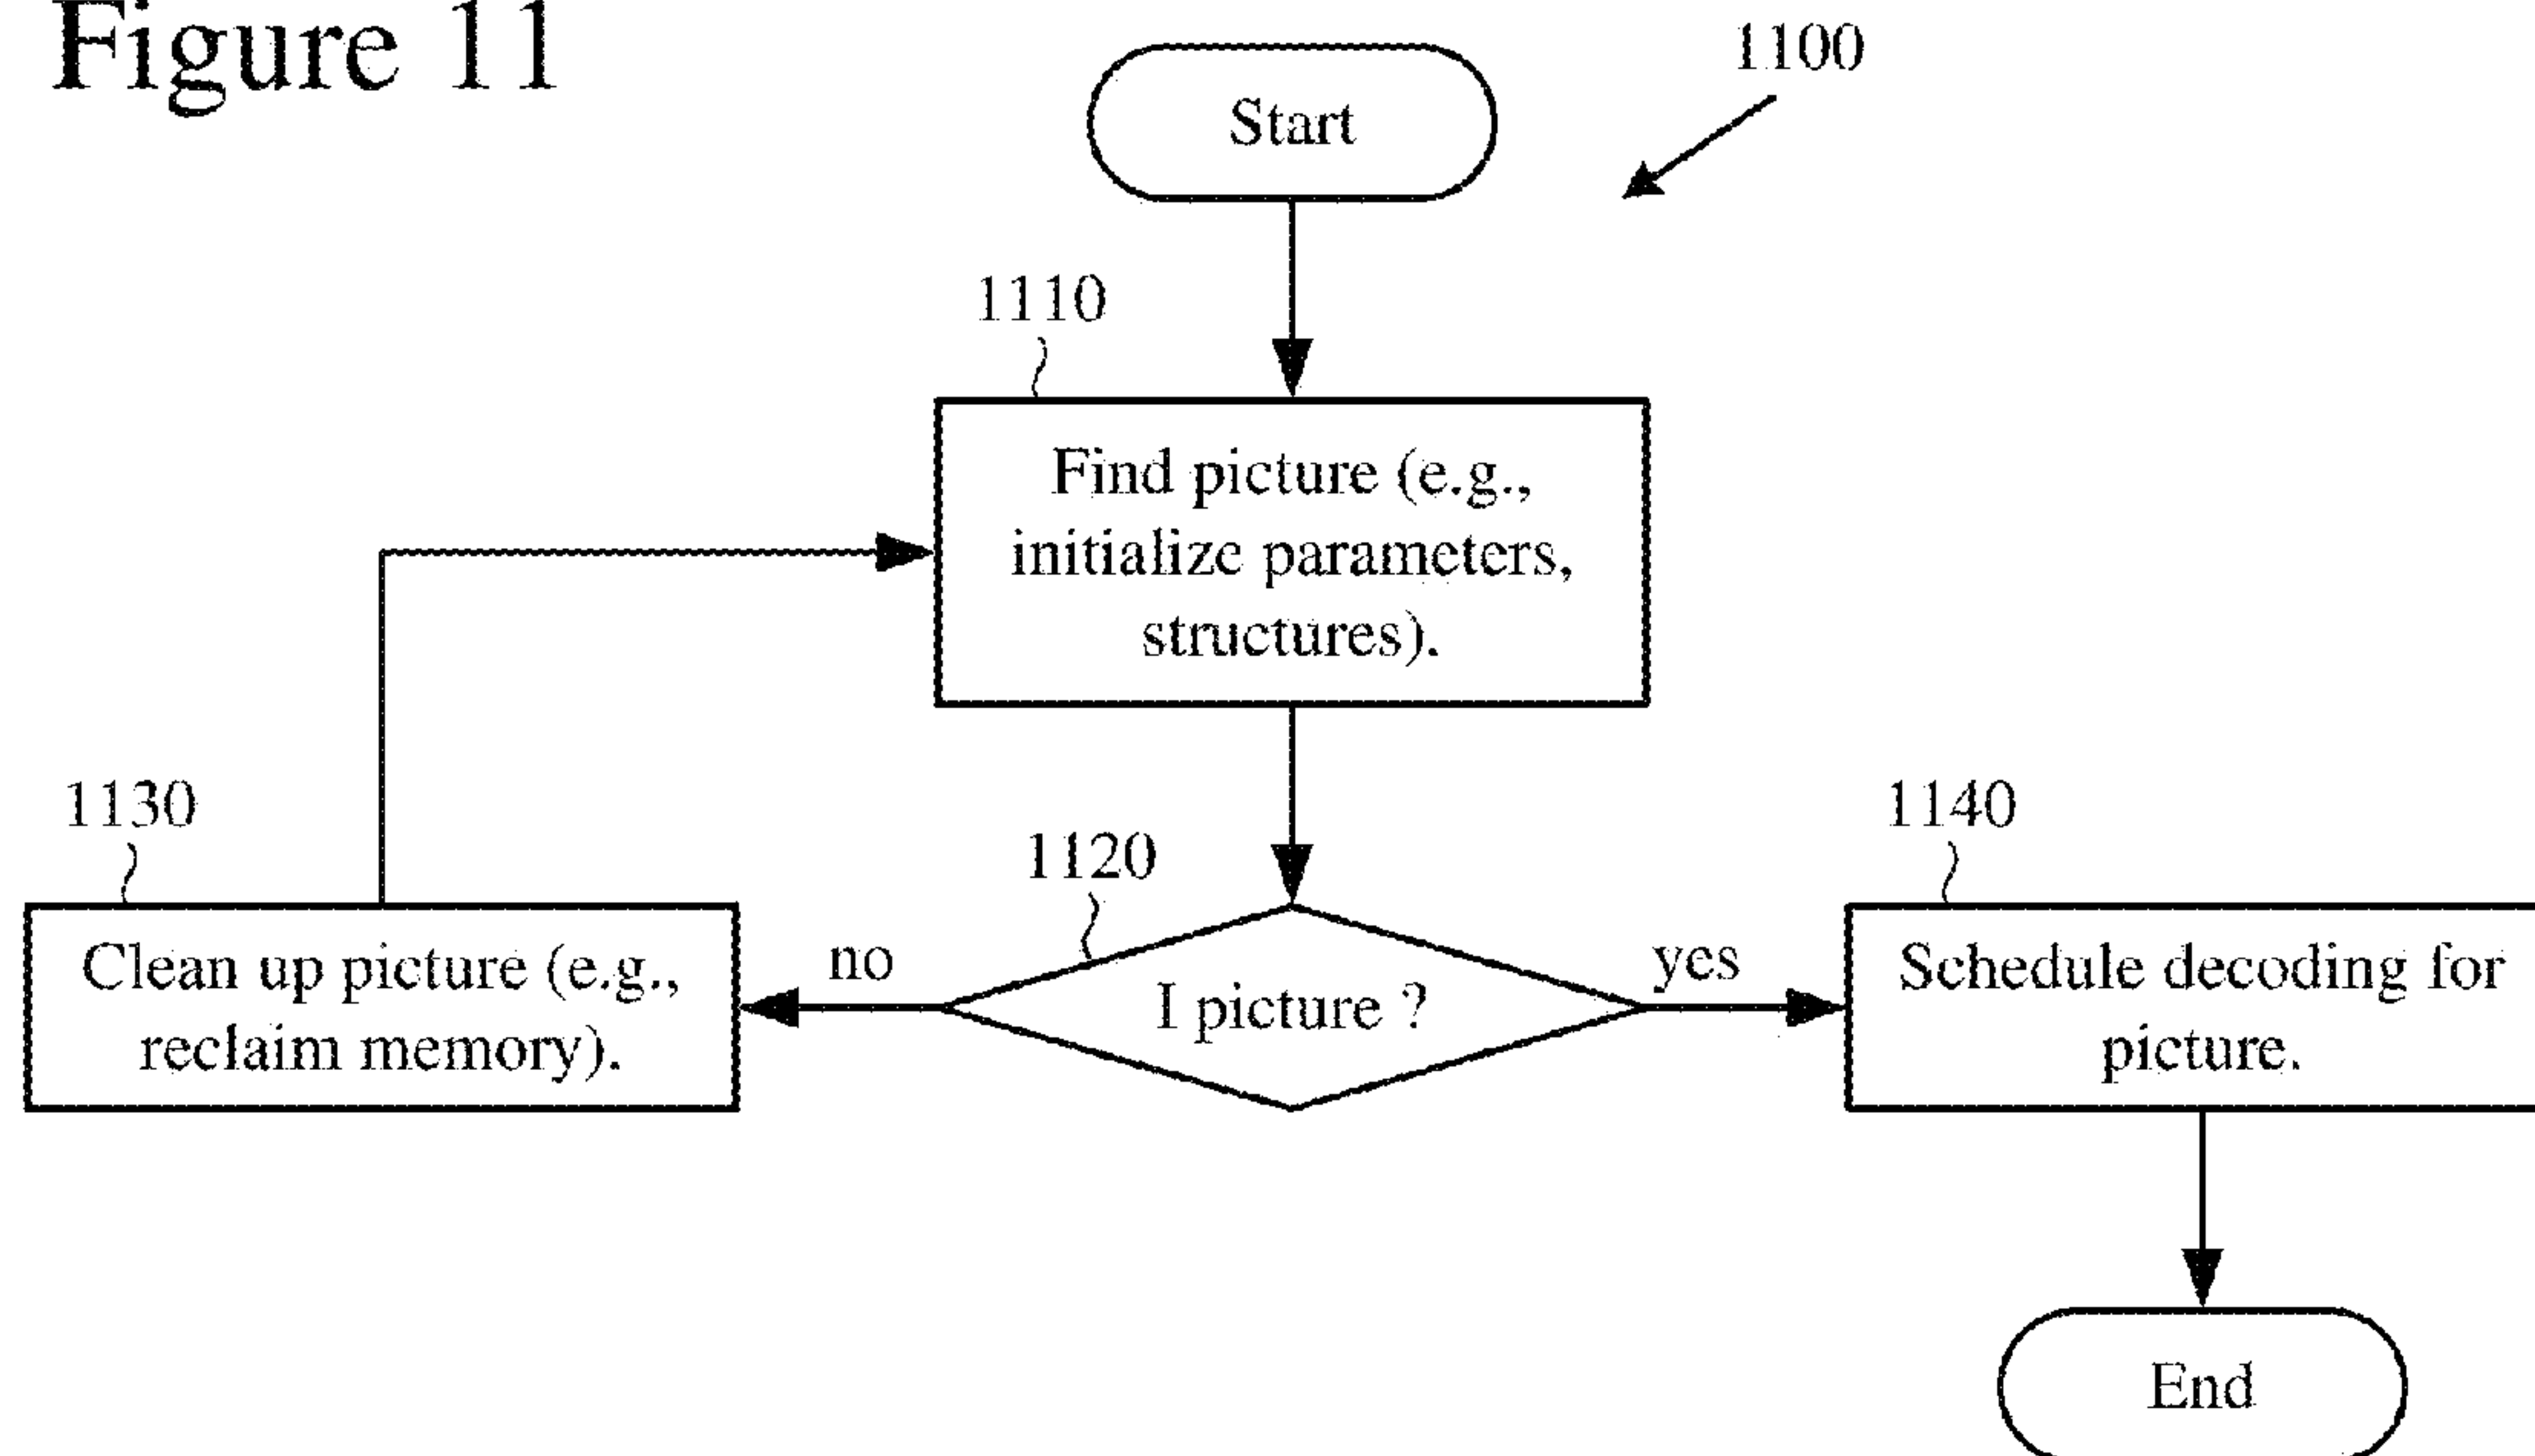 Figure 11
1100
Start
1110
Find picture (e.g.,
initialize parameters,
structures).
1130
1120
1140
Clean up picture (e.g.,
reclaim memory).
no
I picture ?
yes
Schedule decoding for
picture.
End